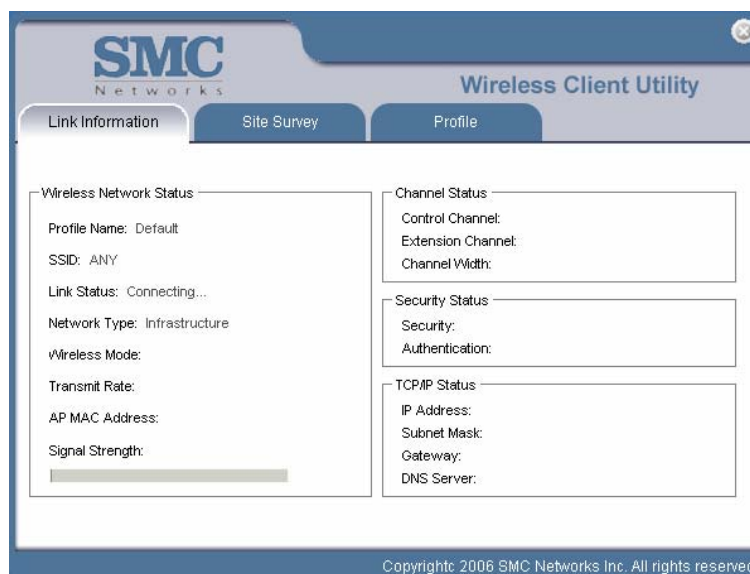 SMC
Networks
Wireless Client Utility
Link Information
Site Survey
Profile
Wireless Network Status
Profile Name: Default
SSID: ANY
Link Status: Connecting...
Network Type: Infrastructure
Wireless Mode:
Transmit Rate:
AP MAC Address:
Signal Strength:
Channel Status
Control Channel:
Extension Channel:
Channel Width:
Security Status
Security:
Authentication:
TCP/IP Status
IP Address:
Subnet Mask:
Gateway:
DNS Server:
Copyrightc 2006 SMC Networks Inc. All rights reserved